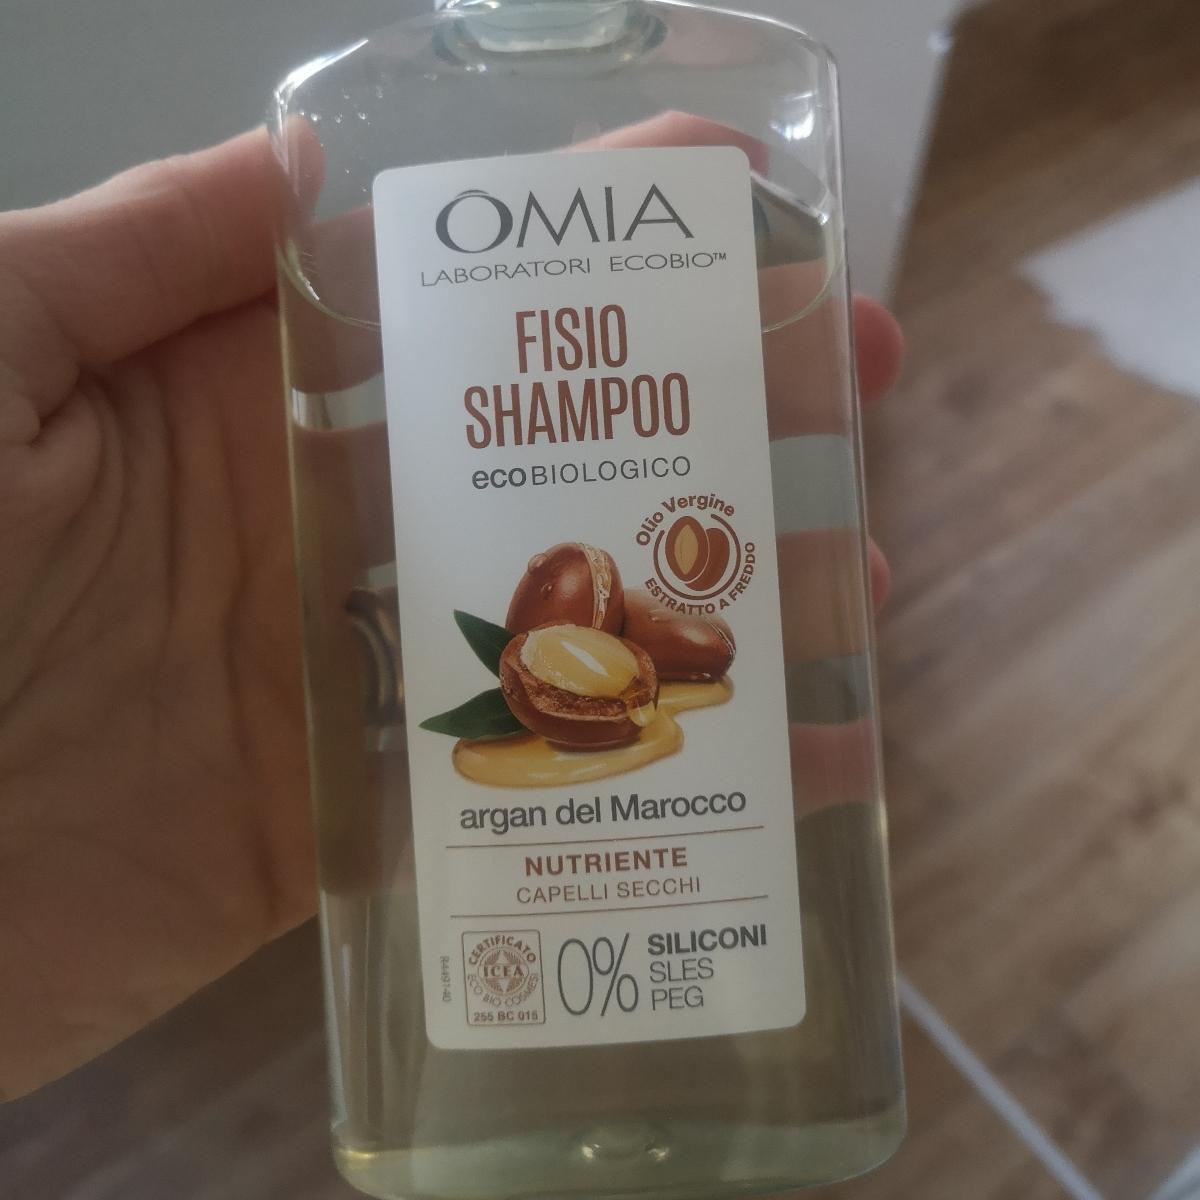 ÔMIA
LABORATORI ECOBIO™
FISIO
SHAMPOO
ecoBIOLOGICO
Olio Vergine
ESTRATTO A FREDDO
argan del Marocco
NUTRIENTE
CAPELLI SECCHI
CERTIFICATO
ICEA
ECO BIO COSMESI
255 BC 015
0% SILICONI
SLES
PEG